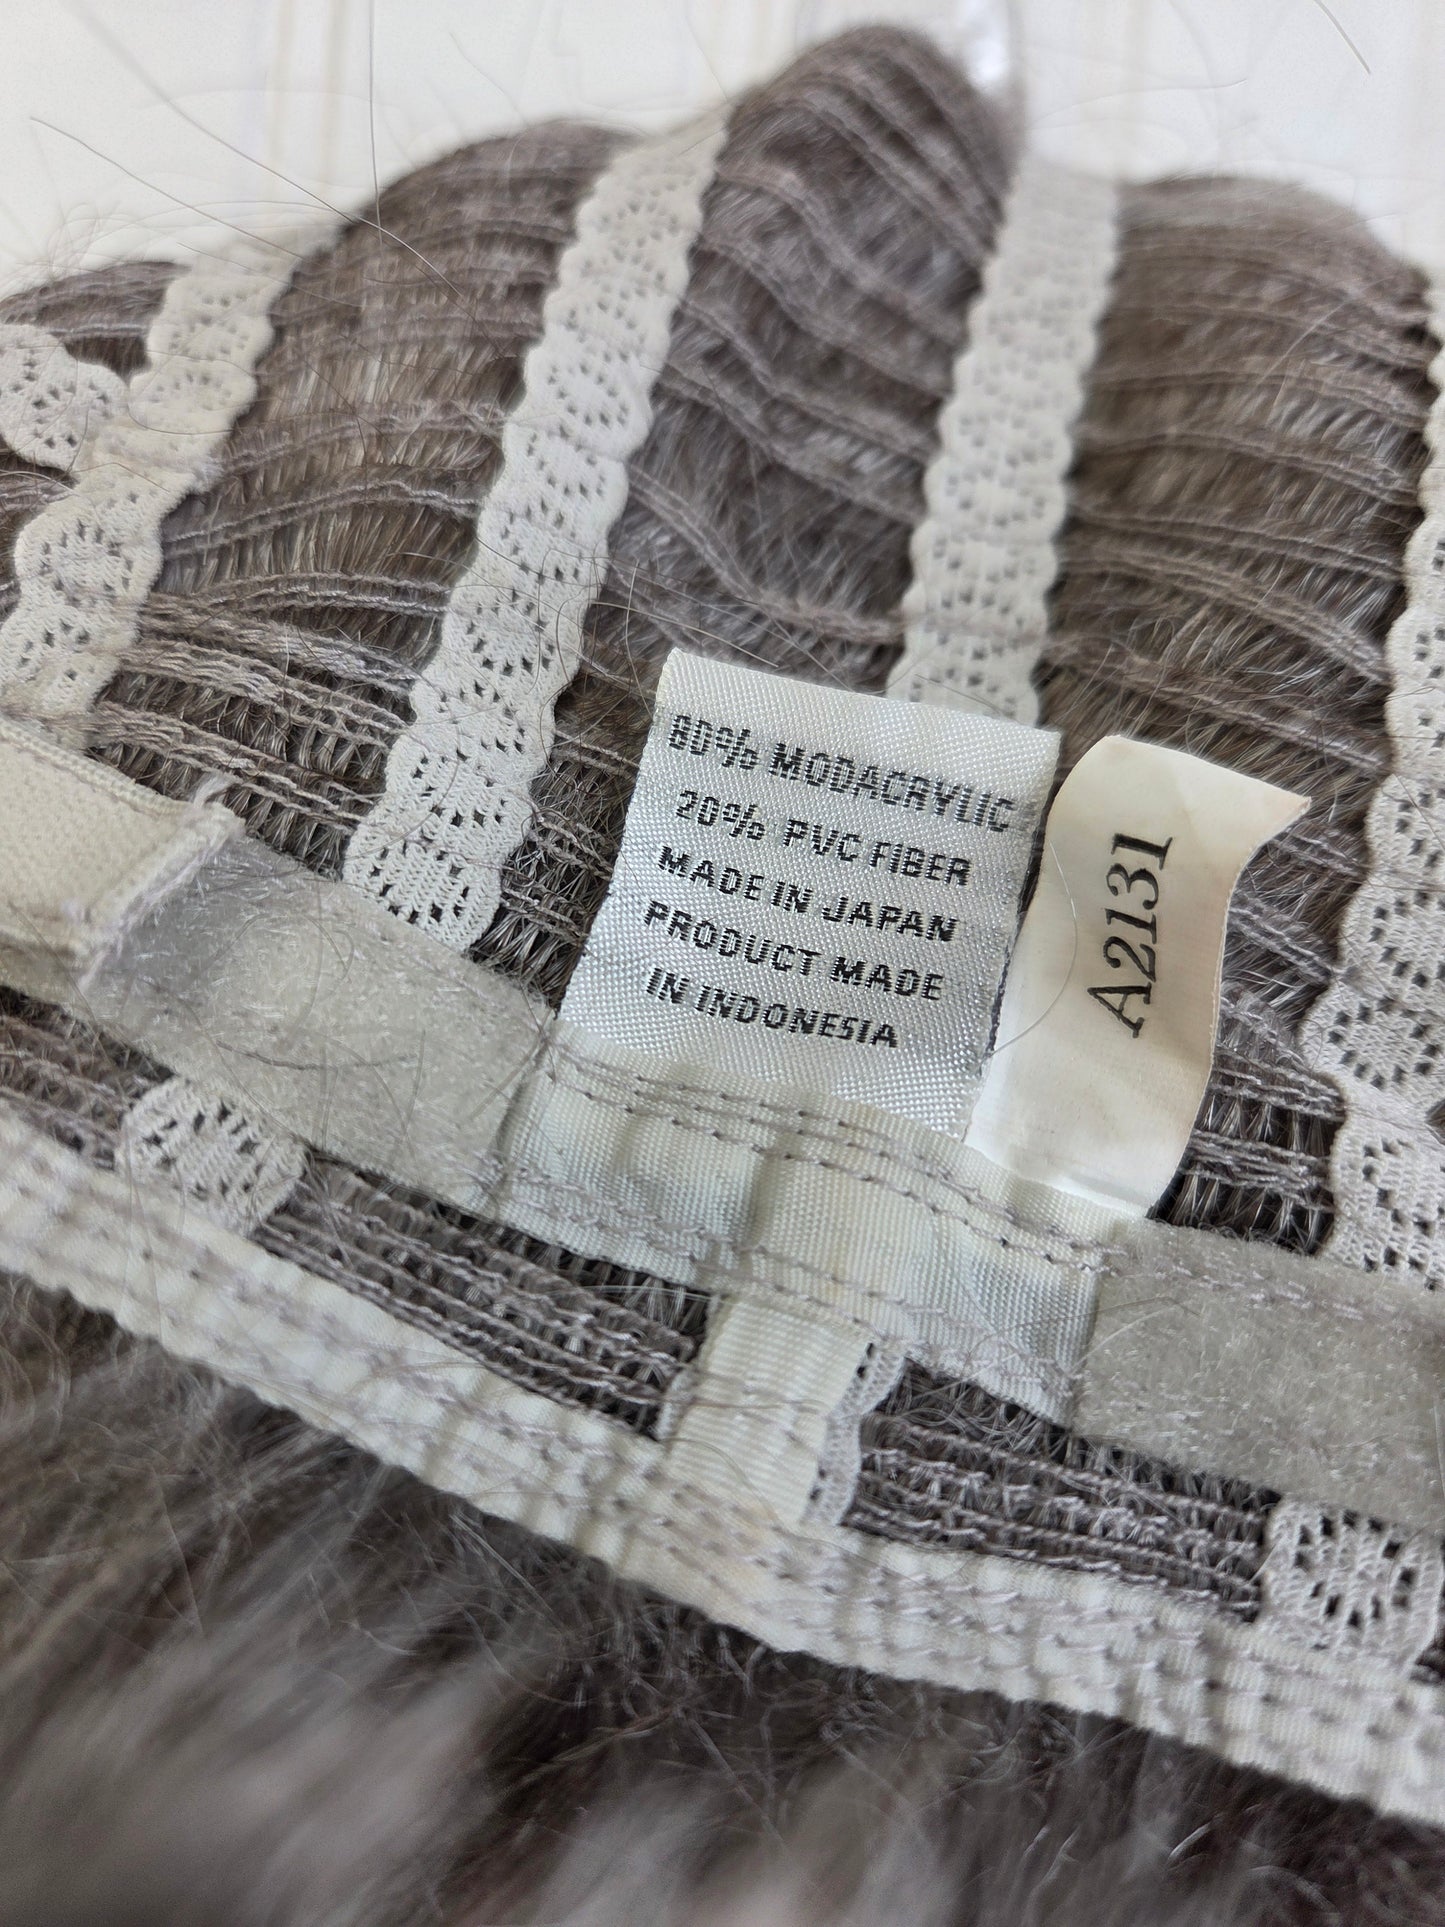 80% MODACRYLIC
20% PVC FIBER
MADE IN JAPAN
PRODUCT MADE
IN INDONESIA
A2131